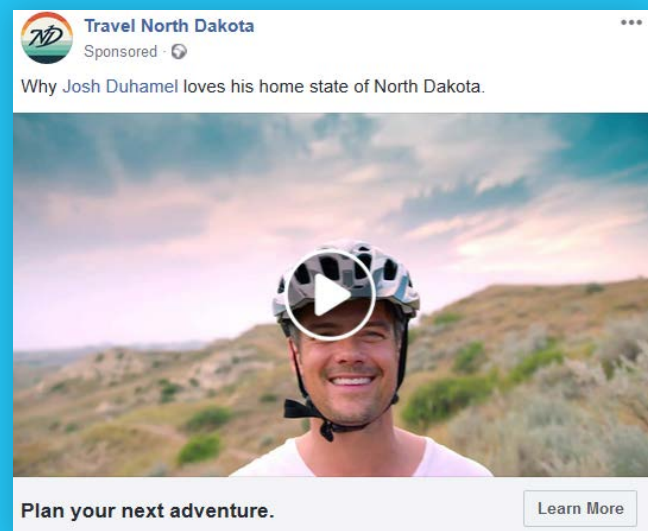 ND
Travel North Dakota
Sponsored ·
Why Josh Duhamel loves his home state of North Dakota.
Plan your next adventure.
Learn More